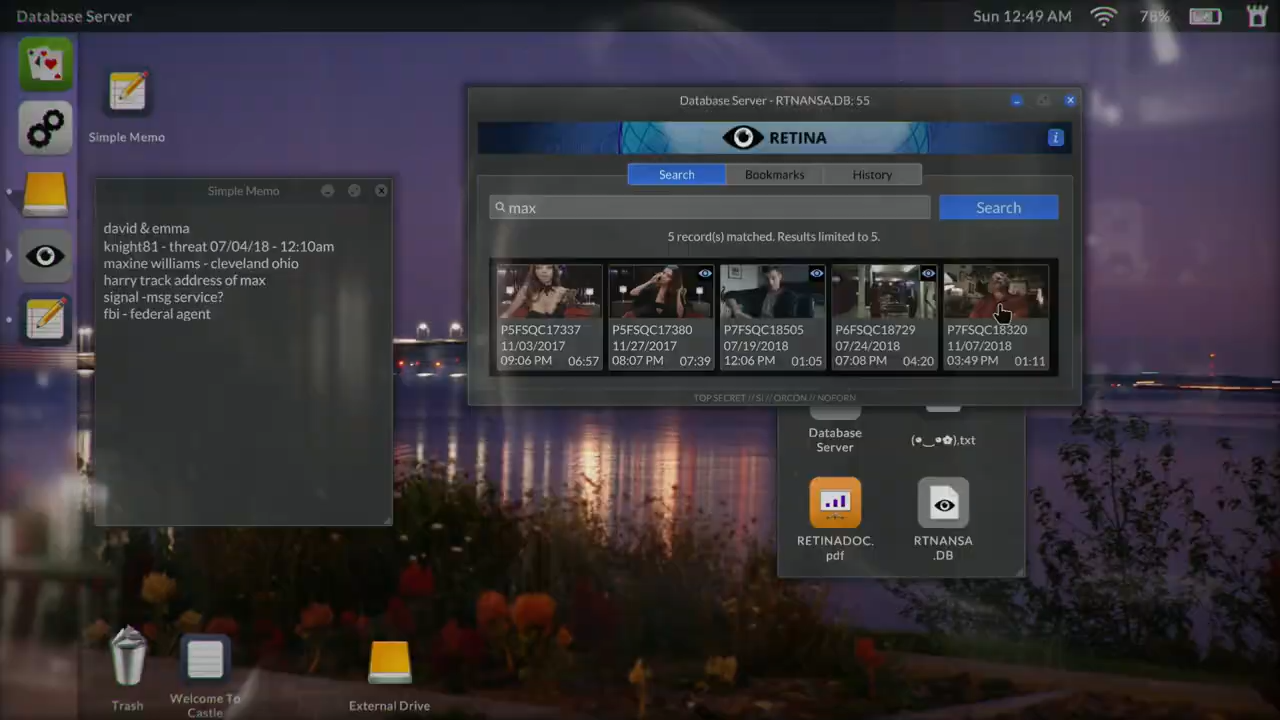 Database Server
Sun 12:49 AM
78%
Simple Memo
Simple Memo
david & emma
knight81 - threat 07/04/18 - 12:10am
maxine williams - cleveland ohio
harry track address of max
signal -msg service?
fbi - federal agent
Database Server - RTNANSA.DB: 55
RETINA
i
Search
Bookmarks
History
max
Search
5 record(s) matched. Results limited to 5.
P5FSQC17337
11/03/2017
09:06 PM 06:57
P5FSQC17380
11/27/2017
08:07 PM 07:39
P7FSQC18505
07/19/2018
12:06 PM 01:05
P6FSQC18729
07/24/2018
07:08 PM 04:20
P7FSQC18320
11/07/2018
03:49 PM 01:11
TOP SECRET // SI // ORCON // NOFORN
Database
Server
(•‿•✿).txt
RETINADOC.
pdf
RTNANSA
.DB
Trash
Welcome To
Castle
External Drive